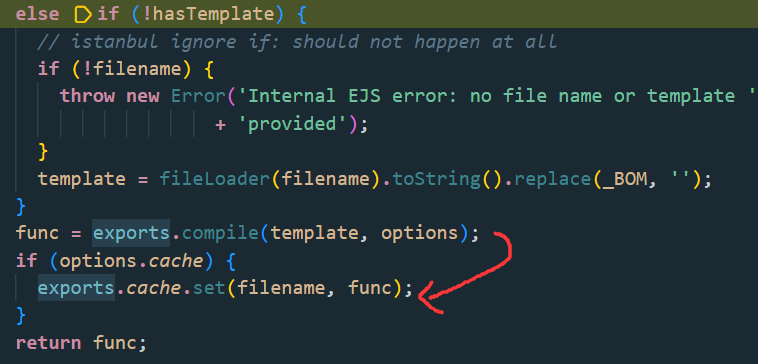 else if (!hasTemplate) {
// istanbul ignore if: should not happen at all
if (!filename) {
throw new Error('Internal EJS error: no file name or template '
+ 'provided');
}
template = fileLoader(filename).toString().replace(_BOM, '');
}
func = exports.compile(template, options);
if (options.cache) {
exports.cache.set(filename, func);
}
return func;